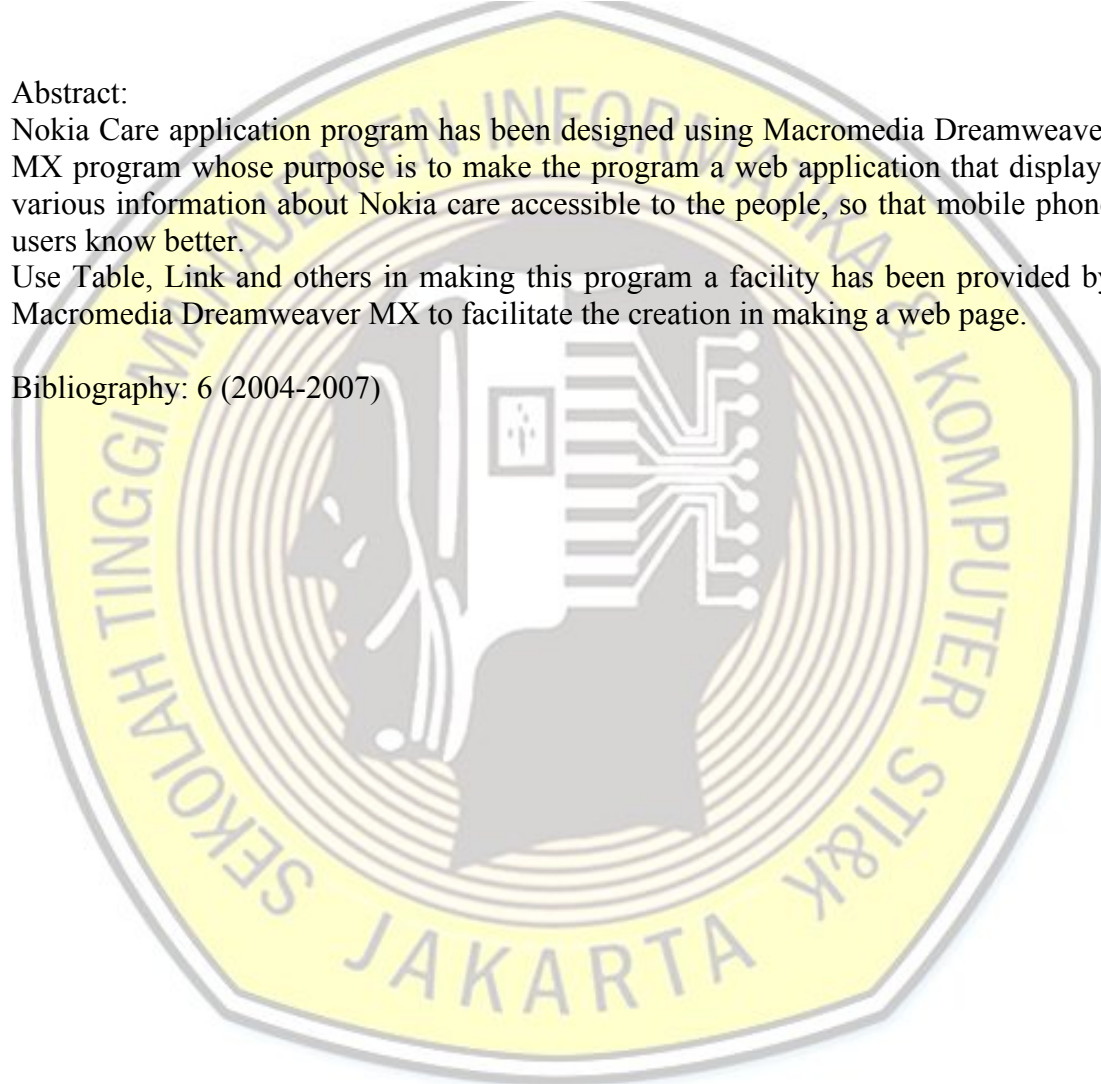 Abstract:
Nokia Care application program has been designed using Macromedia Dreamweave
MX program whose purpose is to make the program a web application that display
various information about Nokia care accessible to the people, so that mobile phon
users know better.
Use Table, Link and others in making this program a facility has been provided b
Macromedia Dreamweaver MX to facilitate the creation in making a web page.
Bibliography: 6 (2004-2007)
SEKOLAH TINGGI MANAJEMEN INFORMATIKA & KOMPUTER STI&K
JAKARTA